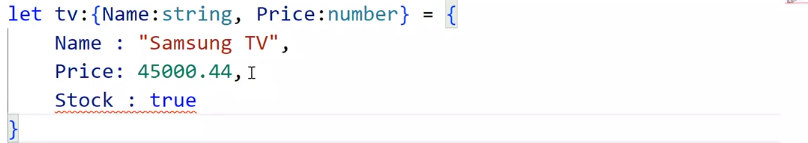 let tv:{Name:string, Price:number} = {
    Name : "Samsung TV",
    Price: 45000.44,
    Stock : true
}